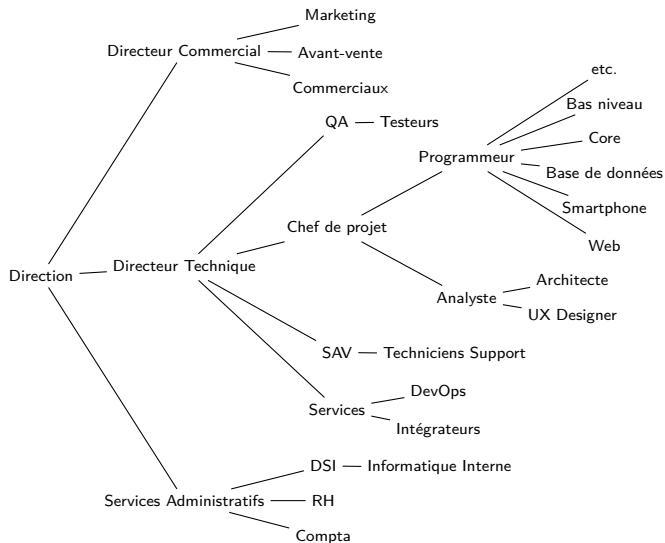 Marketing
Directeur Commercial
Avant-vente
Commerciaux
etc.
Bas niveau
QA
Testeurs
Core
Programmeur
Base de données
Smartphone
Chef de projet
Web
Directeur Technique
Direction
Architecte
Analyste
UX Designer
SAV
Techniciens Support
DevOps
Services
Intégrateurs
DSI
Informatique Interne
Services Administratifs
RH
Compta